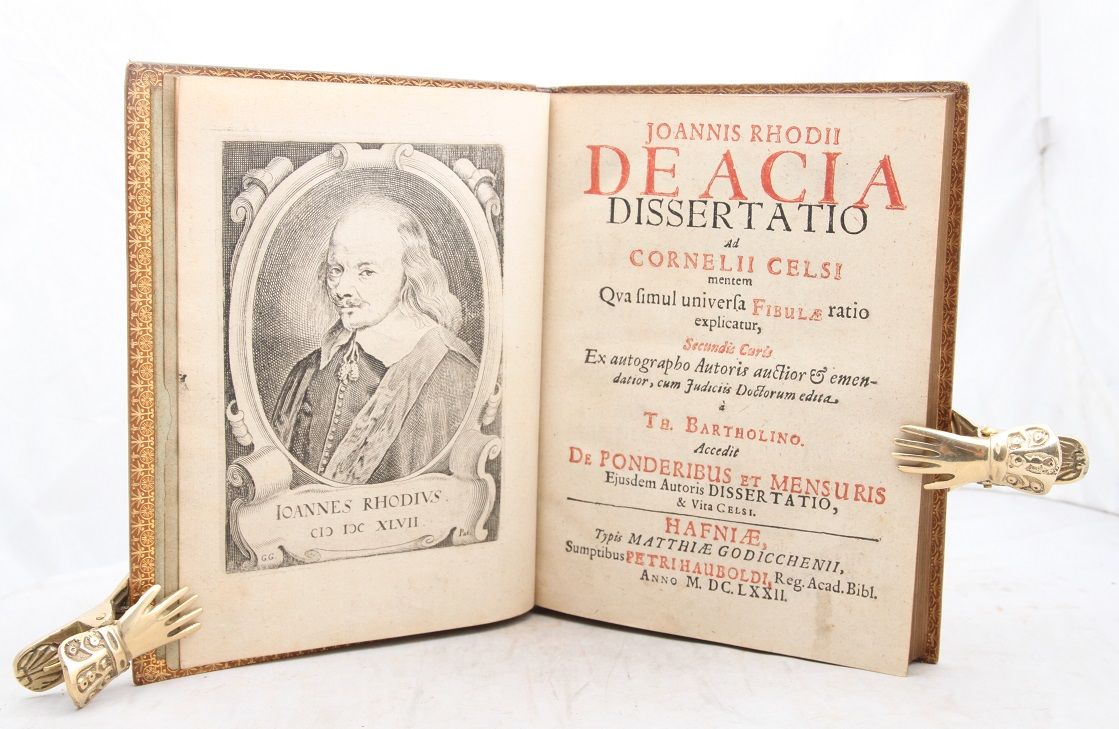 IOANNES RHODIVS.
CIƆ IƆC XLVII.
G G.
Pat.
JOANNIS RHODII
DE ACIA
DISSERTATIO
Ad
CORNELII CELSI
mentem
Qva ſimul univerſa FIBULÆ ratio
explicatur,
Secundis Curis
Ex autographo Autoris auctior & emen-
datior, cum Judiciis Doctorum edita
à
TH. BARTHOLINO.
Accedit
DE PONDERIBUS ET MENSURIS
Ejusdem Autoris DISSERTATIO,
& Vita CELSI.
HAFNIÆ,
Typis MATTHIÆ GODICCHENII,
Sumptibus PETRI HAUBOLDI, Reg. Acad. Bibl.
ANNO M. DC. LXXII.